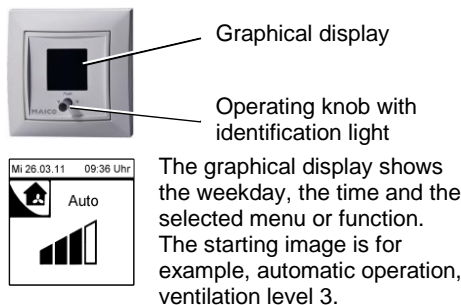 Graphical display
MAICO
Operating knob with
identification light
Mi 26.03.11 09:36 Uhr
Auto
The graphical display shows
the weekday, the time and the
selected menu or function.
The starting image is for
example, automatic operation,
ventilation level 3.